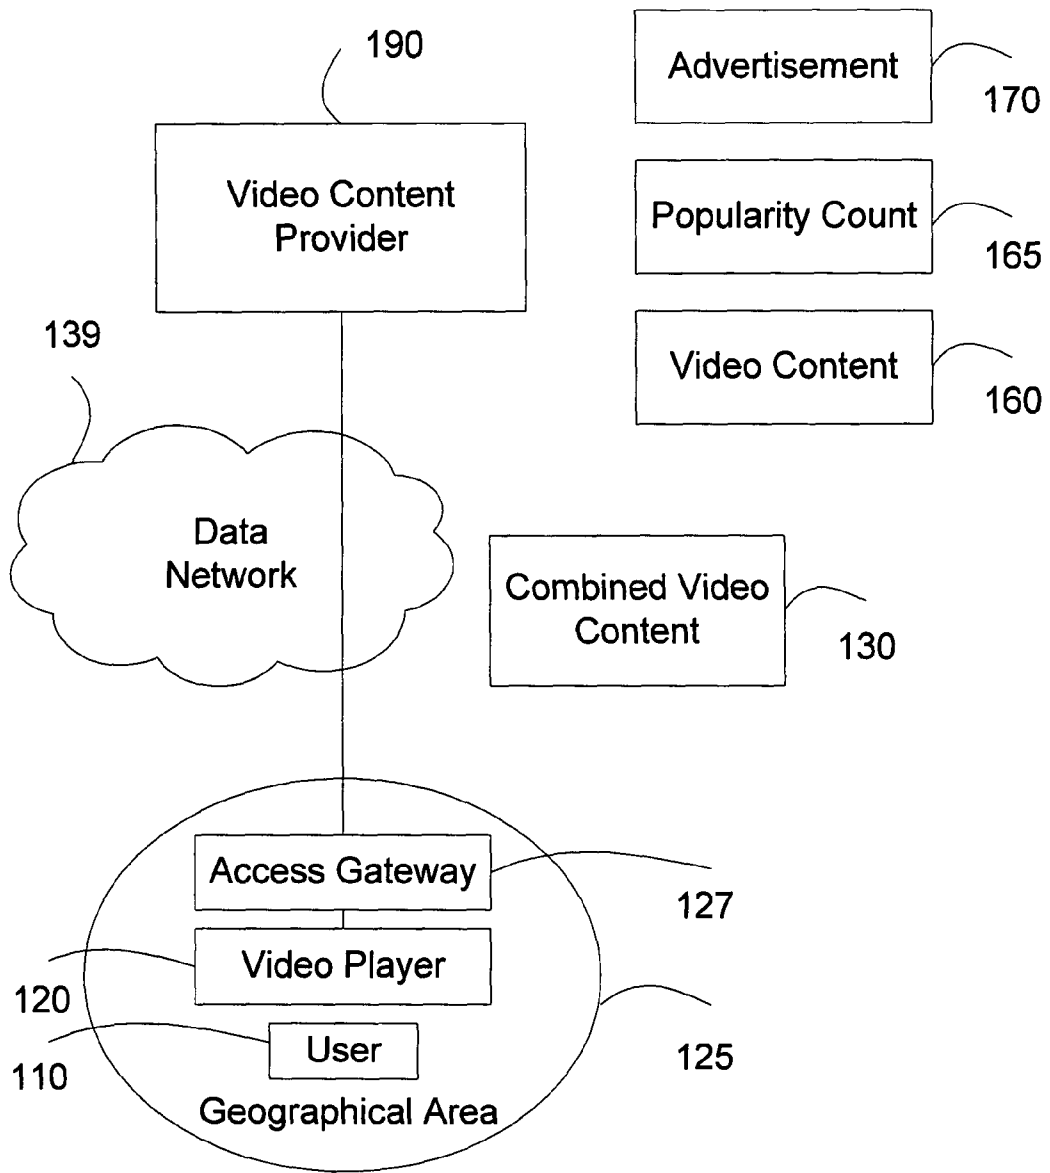 190
Advertisement
170
Video Content
Provider
Popularity Count
165
139
Video Content
160
Data
Network
Combined Video
Content
130
Access Gateway
127
Video Player
120
User
110
125
Geographical Area